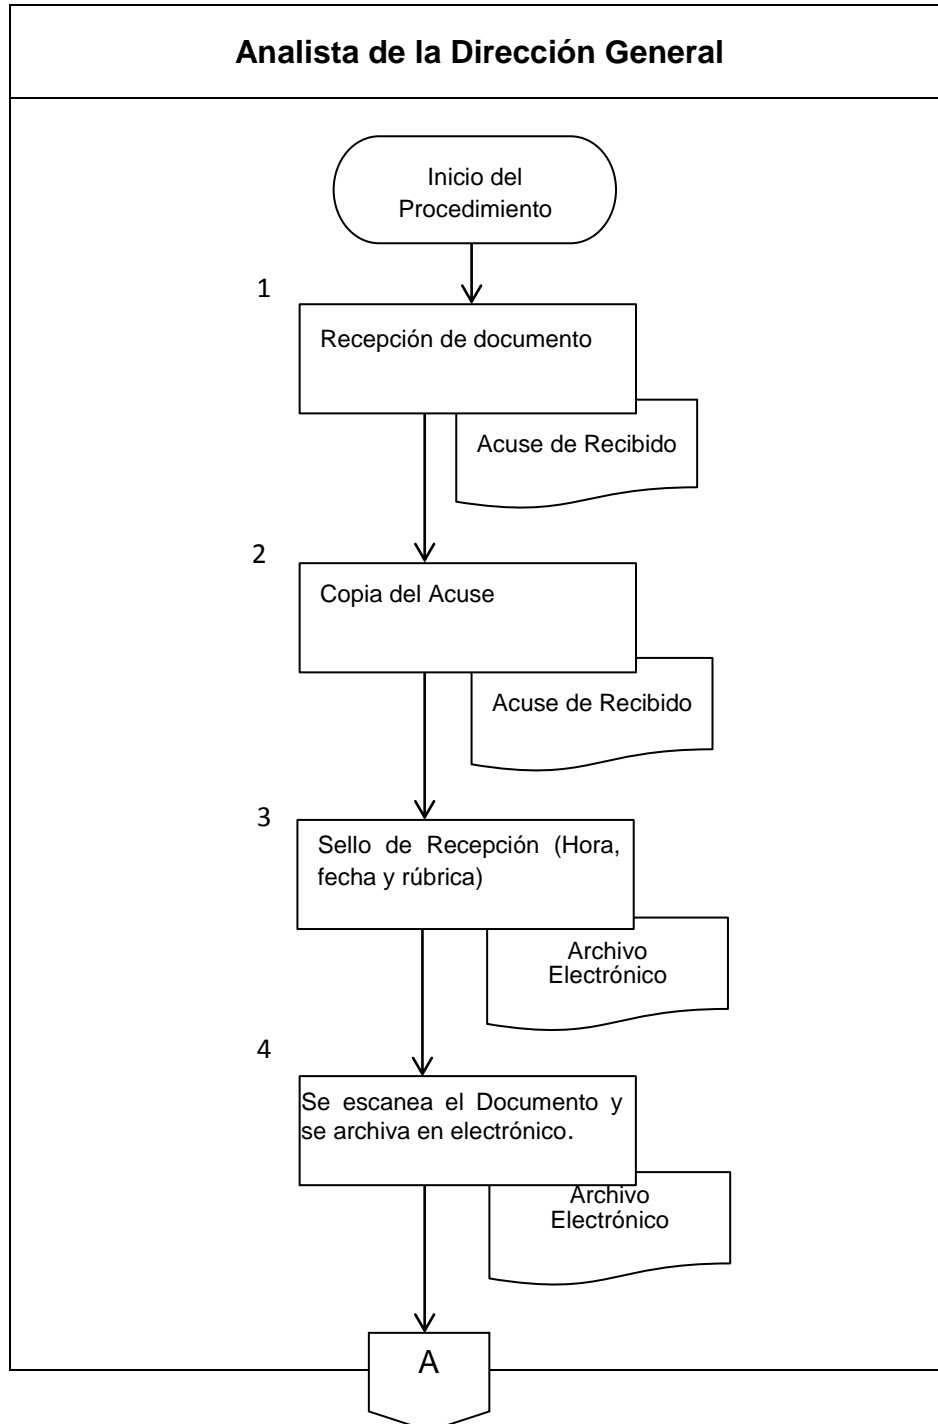 Analista de la Dirección General
Inicio del
Procedimiento
1
Recepción de documento
Acuse de Recibido
2
Copia del Acuse
Acuse de Recibido
3
Sello de Recepción (Hora,
fecha y rúbrica)
Archivo
Electrónico
4
Se escanea el Documento y
se archiva en electrónico.
Archivo
Electrónico
A